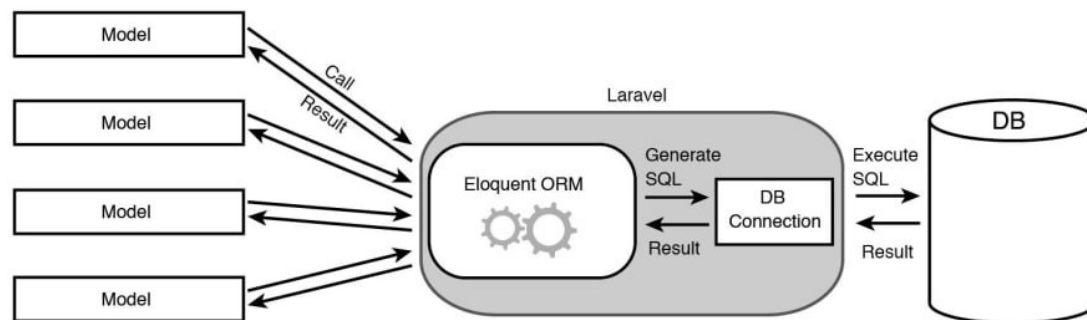 Model
Call
Result
Model
Model
Model
Laravel
Eloquent ORM
Generate
SQL
Result
DB
Connection
Execute
SQL
Result
DB